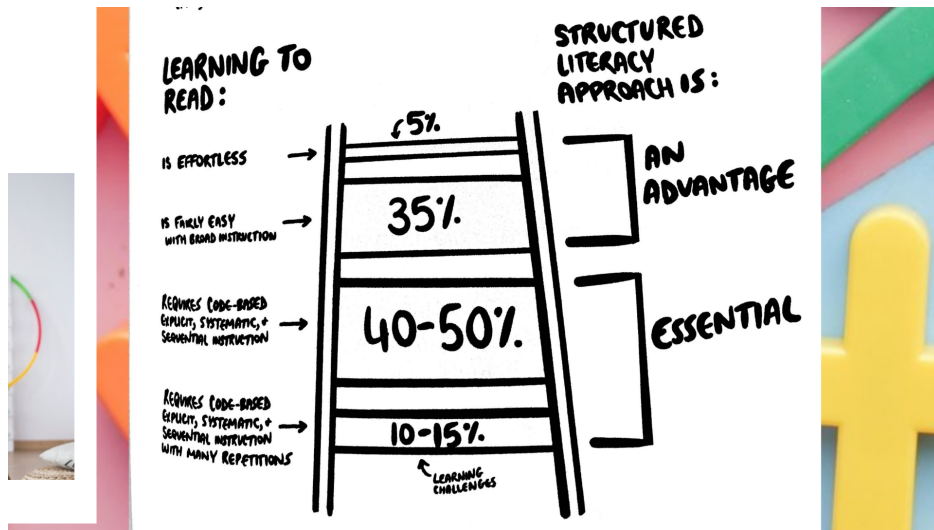 LEARNING TO
READ:
STRUCTURED
LITERACY
APPROACH IS:
5%
IS EFFORTLESS
35%
IS FAIRLY EASY
WITH BROAD INSTRUCTION
AN
ADVANTAGE
REQUIRES CODE-BASED
EXPLICIT, SYSTEMATIC, +
SEQUENTIAL INSTRUCTION
40-50%
ESSENTIAL
REQUIRES CODE-BASED
EXPLICIT, SYSTEMATIC, +
SEQUENTIAL INSTRUCTION
WITH MANY REPETITIONS
10-15%
LEARNING
CHALLENGES